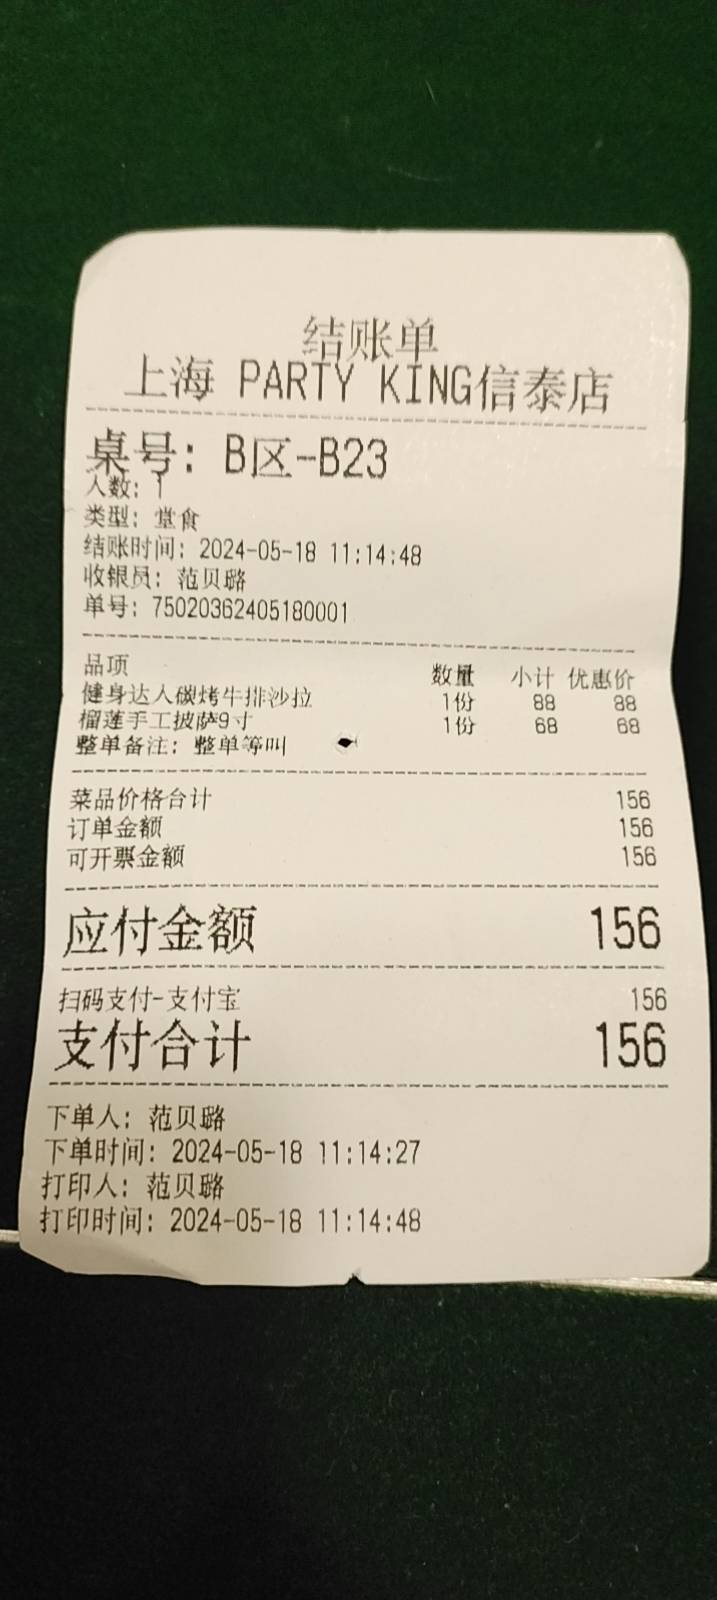 结账单
上海 PARTY KING信泰店
桌号: B区-B23
人数: 1
类型: 堂食
结账时间: 2024-05-18 11:14:48
收银员: 范贝璐
单号: 75020362405180001
品项 数量 小计 优惠价
健身达人碳烤牛排沙拉 1份 88 88
榴莲手工披萨9寸 1份 68 68
整单备注: 整单等叫
菜品价格合计 156
订单金额 156
可开票金额 156
应付金额 156
扫码支付-支付宝 156
支付合计 156
下单人: 范贝璐
下单时间: 2024-05-18 11:14:27
打印人: 范贝璐
打印时间: 2024-05-18 11:14:48